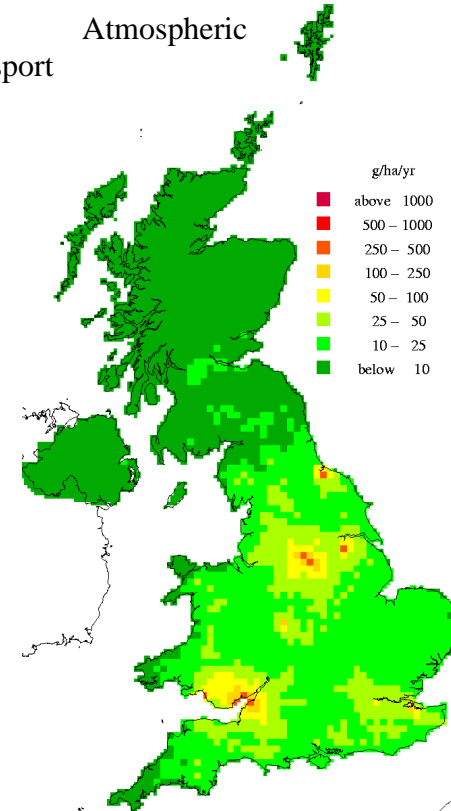 Atmospheric
sport
g/ha/yr
above 1000
500 – 1000
250 – 500
100 – 250
50 – 100
25 – 50
10 – 25
below 10